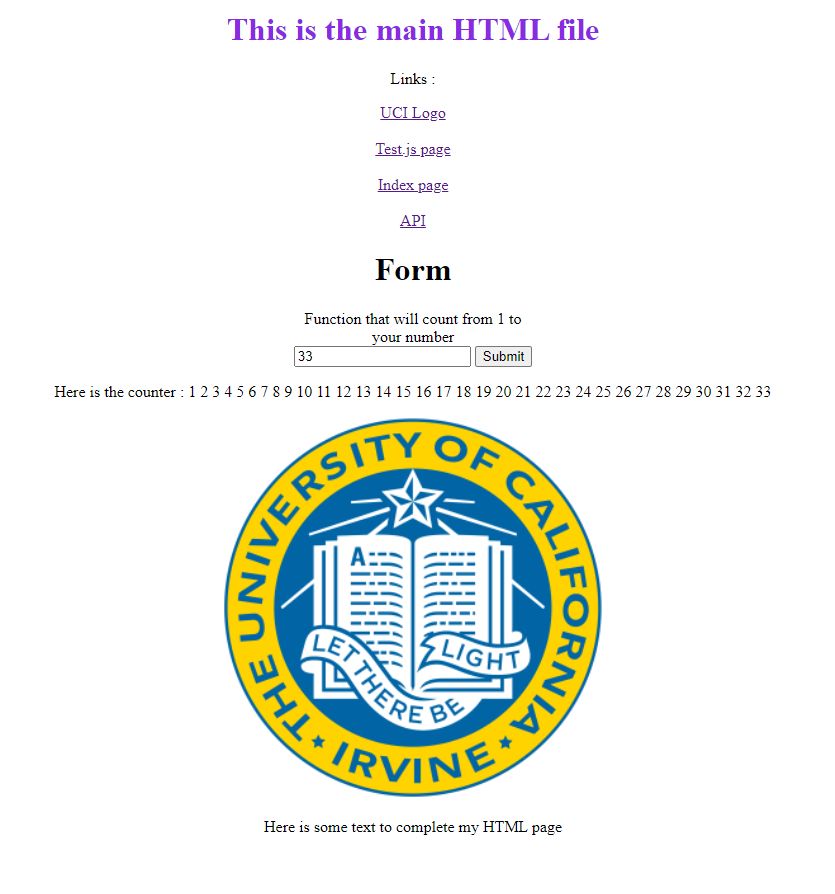 This is the main HTML file
Links :
UCI Logo
Test.js page
Index page
API
Form
Function that will count from 1 to
your number
33 Submit
Here is the counter : 1 2 3 4 5 6 7 8 9 10 11 12 13 14 15 16 17 18 19 20 21 22 23 24 25 26 27 28 29 30 31 32 33
THE UNIVERSITY OF CALIFORNIA
A
LET THERE BE
LIGHT
IRVINE
Here is some text to complete my HTML page